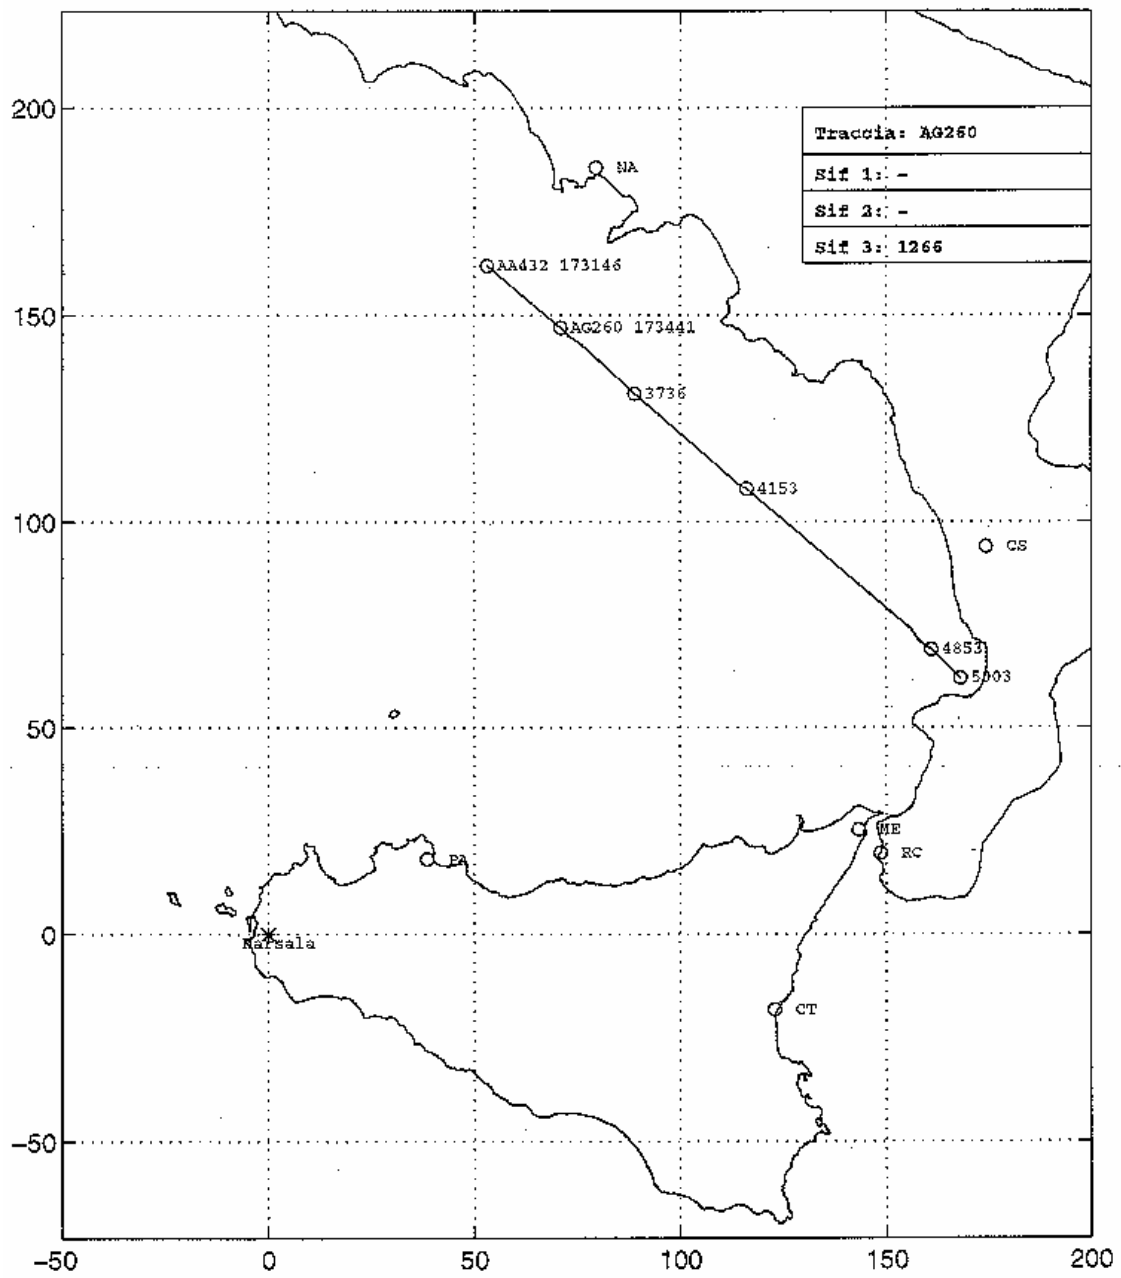 200
NA
Traccia: AG260
Sif 1: -
Sif 2: -
Sif 3: 1266
AA432 173146
150
AG260 173441
3736
4153
100
CS
4853
5003
50
ME
RC
PA
0
Marsala
CT
-50
-50
0
50
100
150
200